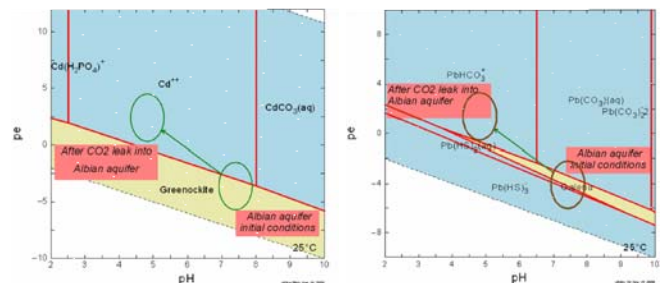 10
5
0
-5
-10
pe
2
3
4
5
6
7
8
9
10
pH
Cd(H₂PO₄)⁺
Cd⁺⁺
CdCO₃(aq)
After CO2 leak into
Albian aquifer
Greenockite
Albian aquifer
initial conditions
25°C
8
4
0
-4
-8
pe
2
3
4
5
6
7
8
9
10
pH
PbHCO₃⁺
After CO2 leak into
Albian aquifer
Pb(CO₃)(aq)
Pb(CO₃)₂⁻²
Pb(HS)₂(aq)
Albian aquifer
initial conditions
Galena
Pb(HS)₃⁻
25°C